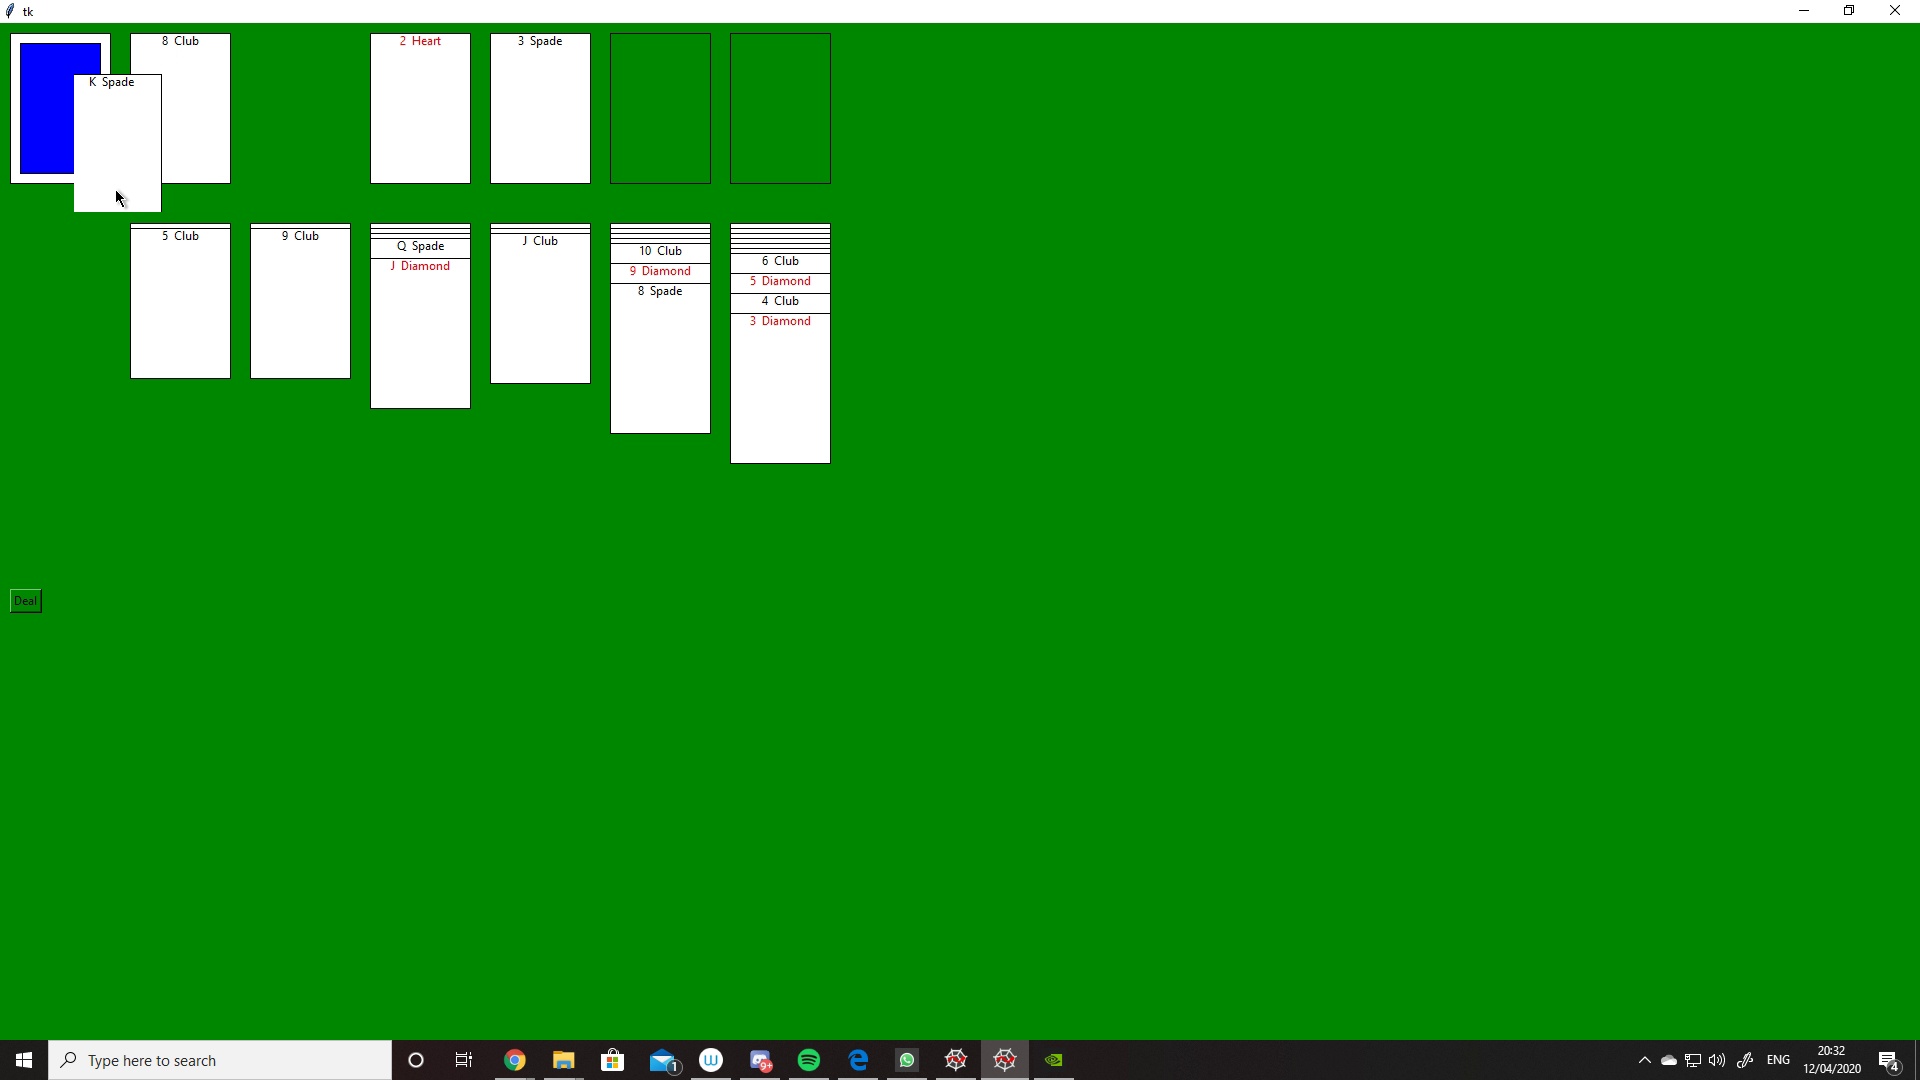 tk
8 Club
2 Heart
3 Spade
K Spade
5 Club
9 Club
Q Spade
J Diamond
J Club
10 Club
9 Diamond
8 Spade
6 Club
5 Diamond
4 Club
3 Diamond
Deal
Type here to search
1
W
9+
ENG
20:32
12/04/2020
4